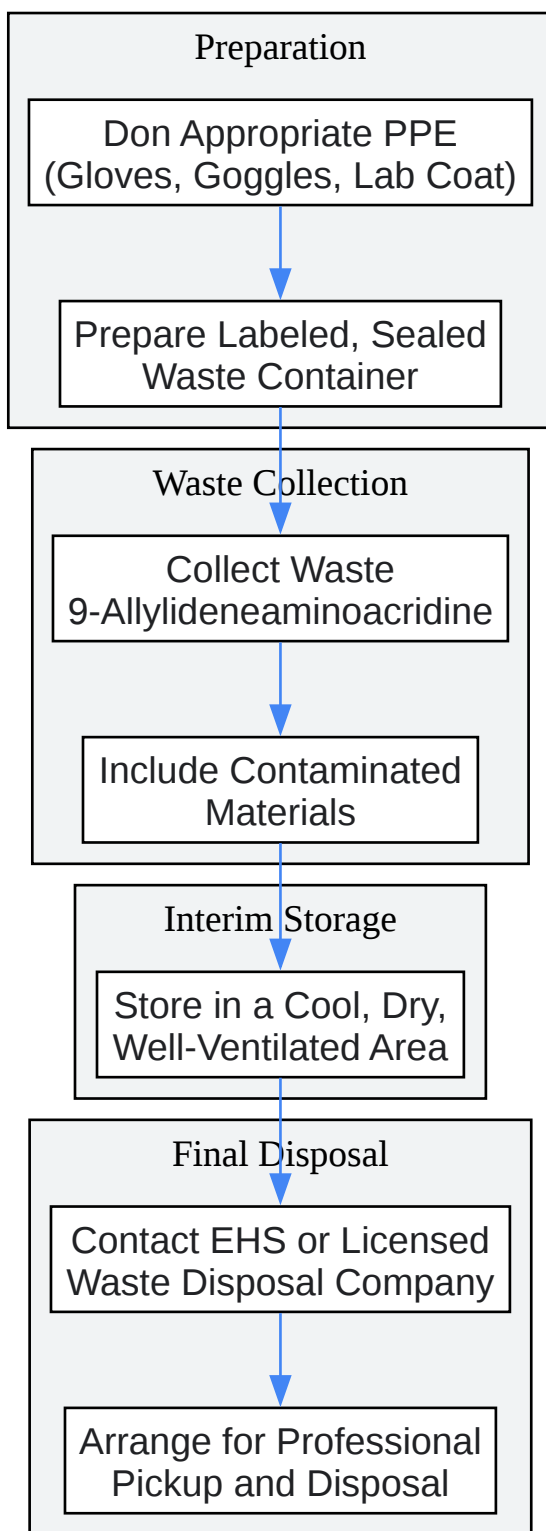 Preparation
Don Appropriate PPE
(Gloves, Goggles, Lab Coat)
Prepare Labeled, Sealed
Waste Container
Waste Collection
Collect Waste
9-Allylideneaminoacridine
Include Contaminated
Materials
Interim Storage
Store in a Cool, Dry,
Well-Ventilated Area
Final Disposal
Contact EHS or Licensed
Waste Disposal Company
Arrange for Professional
Pickup and Disposal